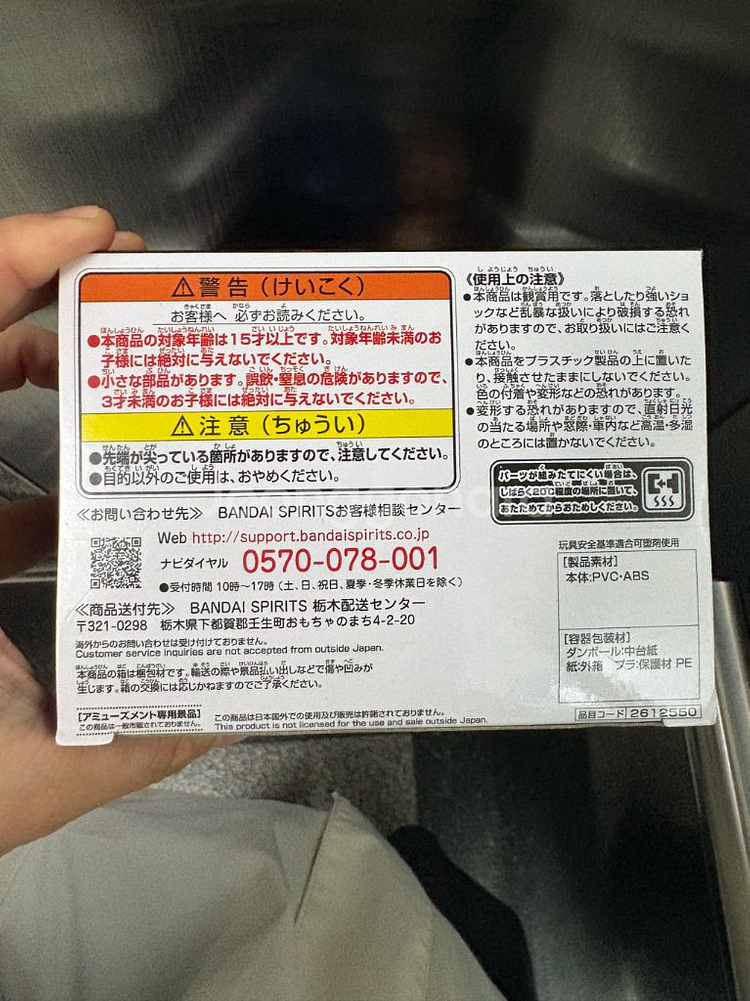 ⚠警告（けいこく）
お客様へ 必ずお読みください。
●本商品の対象年齢は15才以上です。対象年齢未満のお
子様には絶対に与えないでください。
●小さな部品があります。誤飲・窒息の危険がありますので、
3才未満のお子様には絶対に与えないでください。
⚠注意（ちゅうい）
●先端が尖っている箇所がありますので、注意してください。
●目的以外のご使用は、おやめください。
≪お問い合わせ先≫ BANDAI SPIRITSお客様相談センター
Web http://support.bandaispirits.co.jp
ナビダイヤル 0570-078-001
●受付時間 10時～17時（土、日、祝日、夏季・冬季休業日を除く）
≪商品送付先≫ BANDAI SPIRITS 栃木配送センター
〒321-0298 栃木県下都賀郡壬生町おもちゃのまち4-2-20
海外からのお問い合わせは受け付けておりません。
Customer service inquiries are not accepted from outside Japan.
本商品の箱は梱包材です。輸送の際や景品払い出しなどで傷や凹みが
生じます。箱の交換には応じかねますのでご了承ください。
【アミューズメント専用景品】
この商品は一般市販されておりません。
この商品は日本国外での使用及び販売は許諾されておりません。
This product is not licensed for the use and sale outside Japan.
《使用上の注意》
●本商品は観賞用です。落としたり強いショ
ックなど乱暴な扱いにより破損する恐れ
がありますので、お取り扱いにはご注意く
ださい。
●本商品をプラスチック製品の上に置いた
り、接触させたままにしないでください。
色の付着や変形などの恐れがあります。
●変形する恐れがありますので、直射日光
の当たる場所や窓際・車内など高温・多湿
のところには置かないでください。
パーツが組みたてにくい場合は、
しばらく20℃程度の場所に置いて、
あたためてからおためしください。
玩具安全基準適合可塑剤使用
[製品素材]
本体:PVC・ABS
[容器包装材]
ダンボール:中台紙
紙:外箱 プラ:保護材 PE
品目コード 2612550